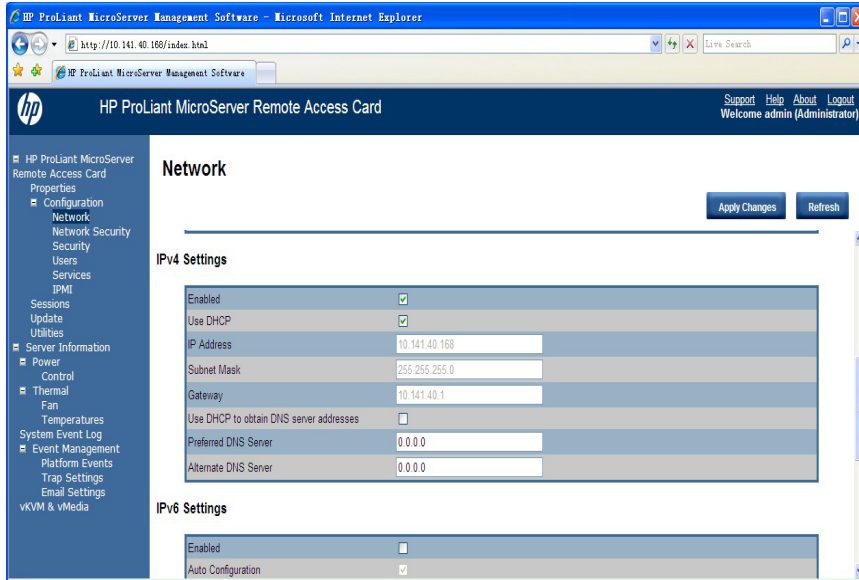 HP ProLiant MicroServer Management Software - Microsoft Internet Explorer
http://10.141.40.168/index.html
Live Search
HP ProLiant MicroServer Management Software
hp
HP ProLiant MicroServer Remote Access Card
Support Help About Logout
Welcome admin (Administrator)
HP ProLiant MicroServer
Remote Access Card
Properties
Configuration
Network
Network Security
Security
Users
Services
IPMI
Sessions
Update
Utilities
Server Information
Power
Control
Thermal
Fan
Temperatures
System Event Log
Event Management
Platform Events
Trap Settings
Email Settings
vKVM & vMedia
Network
Apply Changes
Refresh
IPv4 Settings
Enabled
Use DHCP
IP Address 10.141.40.168
Subnet Mask 255.255.255.0
Gateway 10.141.40.1
Use DHCP to obtain DNS server addresses
Preferred DNS Server 0.0.0.0
Alternate DNS Server 0.0.0.0
IPv6 Settings
Enabled
Auto Configuration